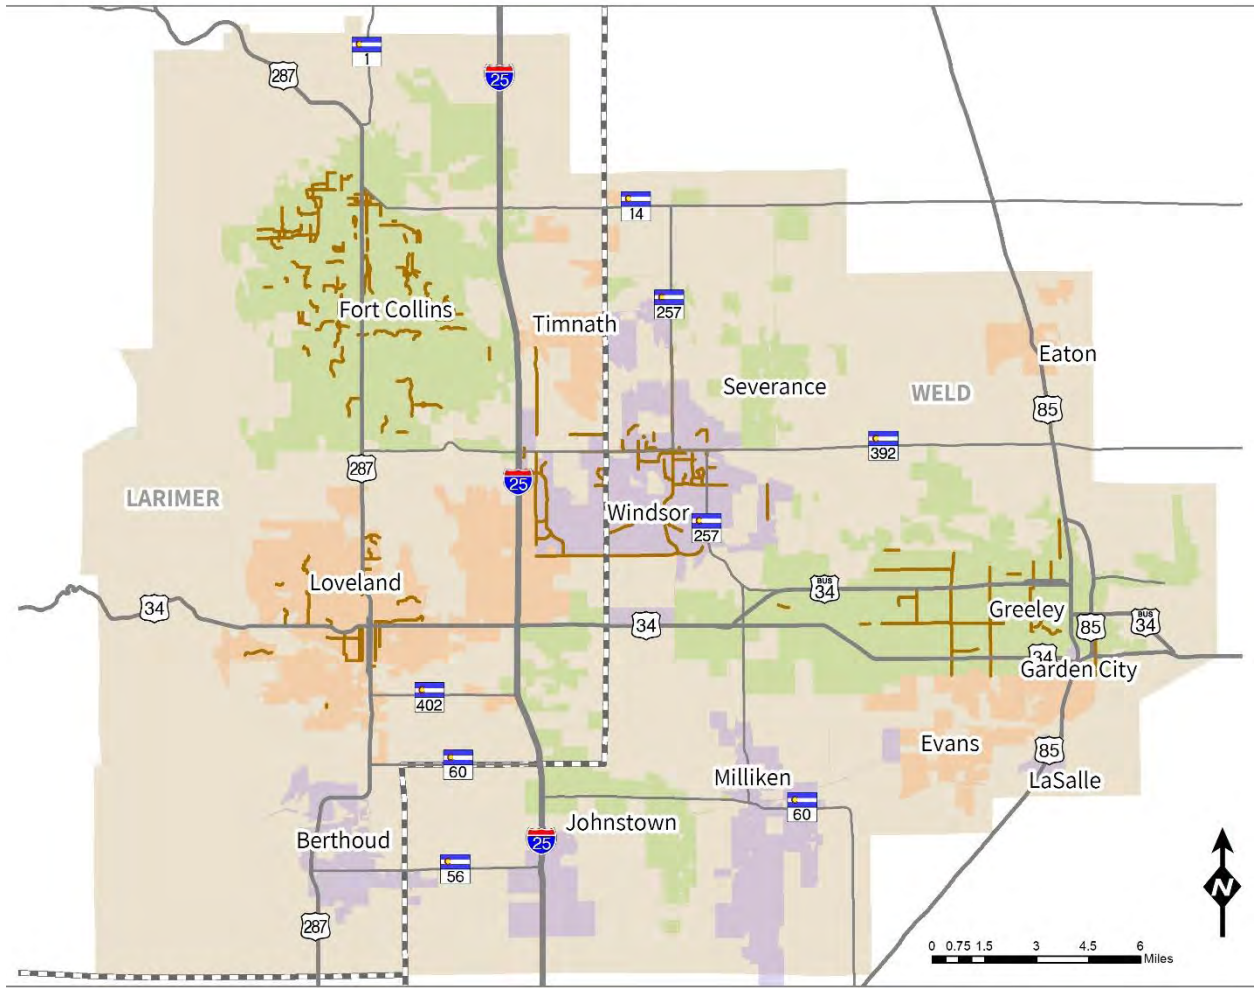 1
287
25
14
257
Fort Collins
Timnath
Severance
Eaton
WELD
85
392
287
25
LARIMER
Windsor
257
Loveland
BUS
34
Greeley
34
34
85
BUS
34
34
Garden City
402
Evans
85
60
Milliken
LaSalle
60
Johnstown
25
Berthoud
56
287
N
0 0.75 1.5 3 4.5 6
Miles